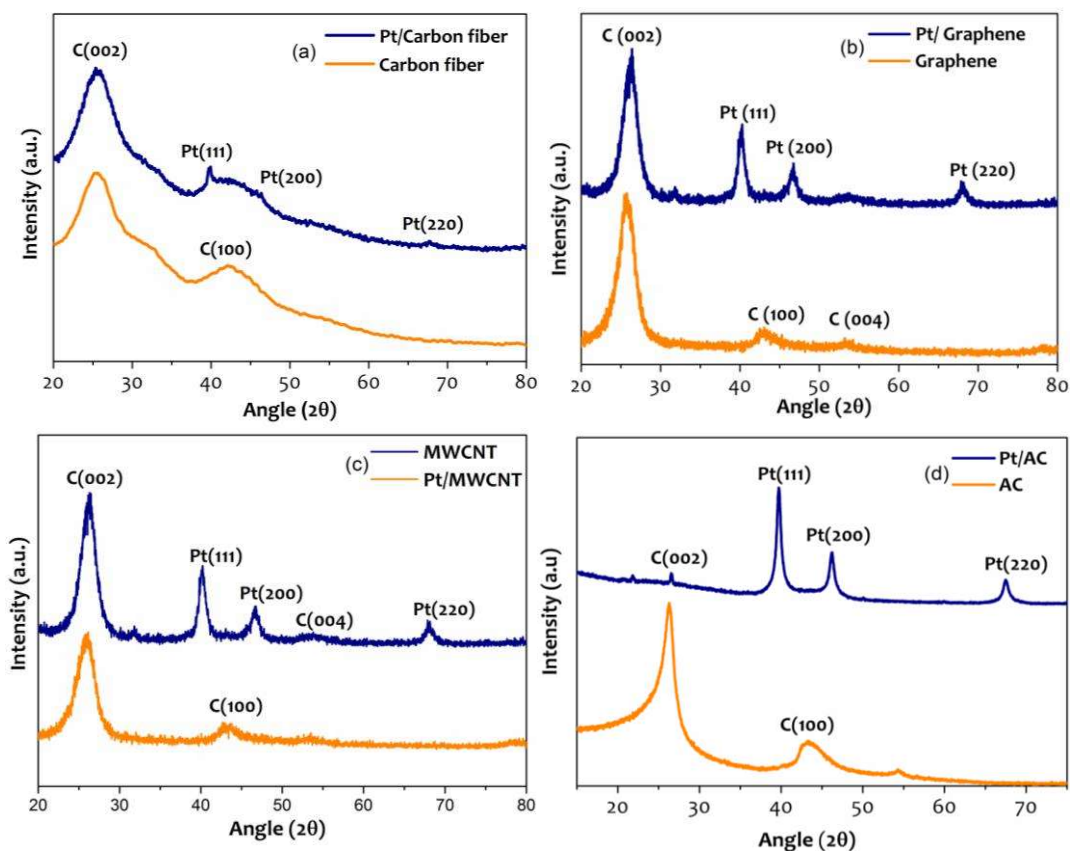 (a)
Pt/Carbon fiber
Carbon fiber
C(002)
Pt(111)
Pt(200)
Pt(220)
C(100)
Intensity (a.u.)
20 30 40 50 60 70 80
Angle (2θ)
(b)
Pt/ Graphene
Graphene
C (002)
Pt (111)
Pt (200)
Pt (220)
C (100)
C (004)
Intensity (a.u.)
20 30 40 50 60 70 80
Angle (2θ)
(c)
MWCNT
Pt/MWCNT
C(002)
Pt(111)
Pt(200)
C(004)
Pt(220)
C(100)
Intensity (a.u.)
20 30 40 50 60 70 80
Angle (2θ)
(d)
Pt/AC
AC
Pt(111)
Pt(200)
C(002)
Pt(220)
C(100)
Intensity (a.u)
20 30 40 50 60 70
Angle (2θ)